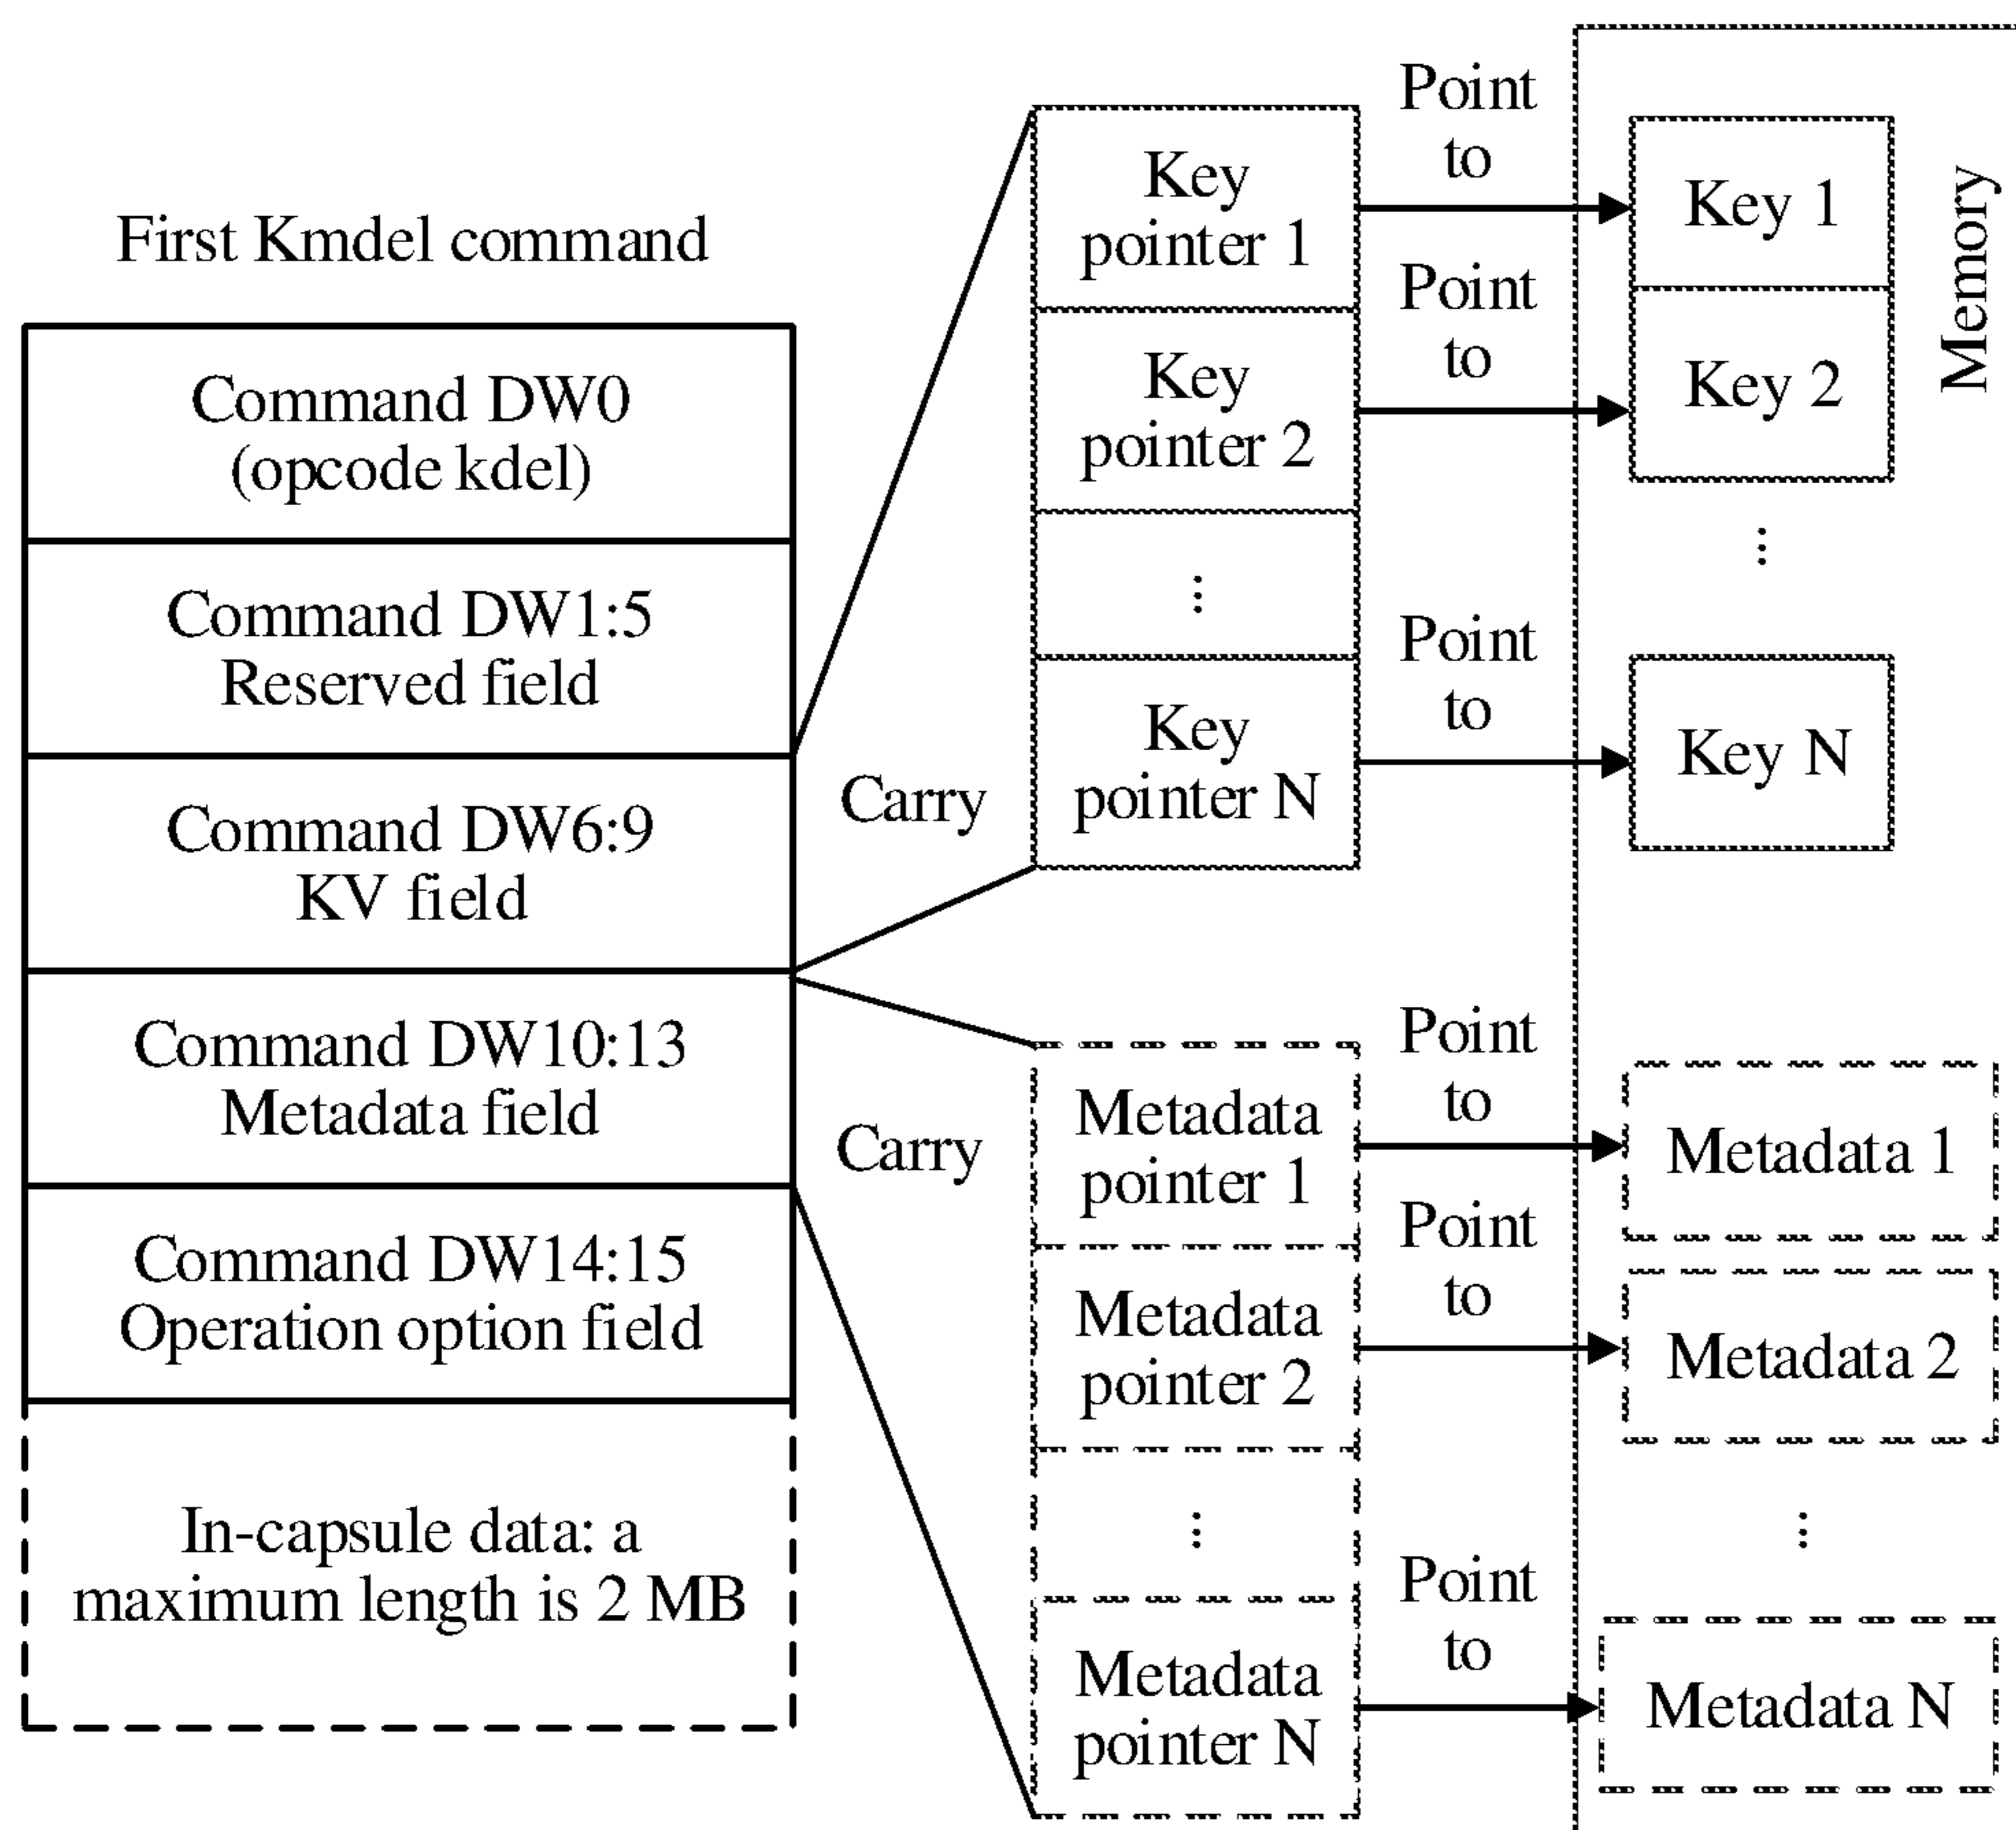 First Kmdel command
Command DW0
(opcode kdel)
Command DW1:5
Reserved field
Command DW6:9
KV field
Command DW10:13
Metadata field
Command DW14:15
Operation option field
In-capsule data: a
maximum length is 2 MB
Carry
Carry
Key
pointer 1
Key
pointer 2
⋮
Key
pointer N
Metadata
pointer 1
Metadata
pointer 2
⋮
Metadata
pointer N
Point
to
Point
to
Point
to
Point
to
Point
to
Point
to
Memory
Key 1
Key 2
⋮
Key N
Metadata 1
Metadata 2
⋮
Metadata N